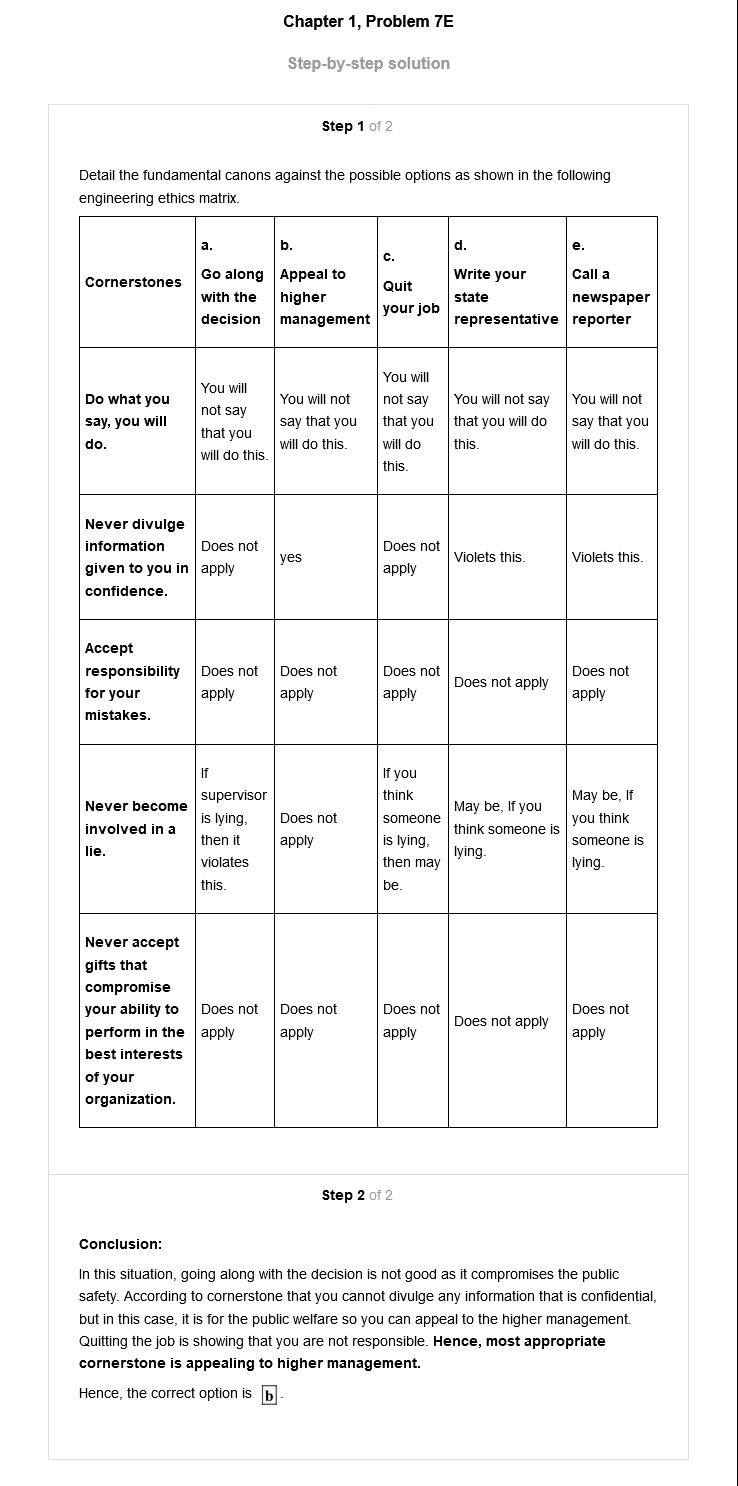 Chapter 1, Problem 7E
Step-by-step solution
Step 1 of 2
Detail the fundamental canons against the possible options as shown in the following
engineering ethics matrix.
Cornerstones
a.
Go along
with the
decision
b.
Appeal to
higher
management
c.
Quit
your job
d.
Write your
state
representative
e.
Call a
newspaper
reporter
Do what you
say, you will
do.
You will
not say
that you
will do this.
You will not
say that you
will do this.
You will
not say
that you
will do
this.
You will not say
that you will do
this.
You will not
say that you
will do this.
Never divulge
information
given to you in
confidence.
Does not
apply
yes
Does not
apply
Violets this.
Violets this.
Accept
responsibility
for your
mistakes.
Does not
apply
Does not
apply
Does not
apply
Does not apply
Does not
apply
Never become
involved in a
lie.
If
supervisor
is lying,
then it
violates
this.
Does not
apply
If you
think
someone
is lying,
then may
be.
May be, If you
think someone is
lying.
May be, If
you think
someone is
lying.
Never accept
gifts that
compromise
your ability to
perform in the
best interests
of your
organization.
Does not
apply
Does not
apply
Does not
apply
Does not apply
Does not
apply
Step 2 of 2
Conclusion:
In this situation, going along with the decision is not good as it compromises the public
safety. According to cornerstone that you cannot divulge any information that is confidential,
but in this case, it is for the public welfare so you can appeal to the higher management.
Quitting the job is showing that you are not responsible. Hence, most appropriate
cornerstone is appealing to higher management.
Hence, the correct option is b .